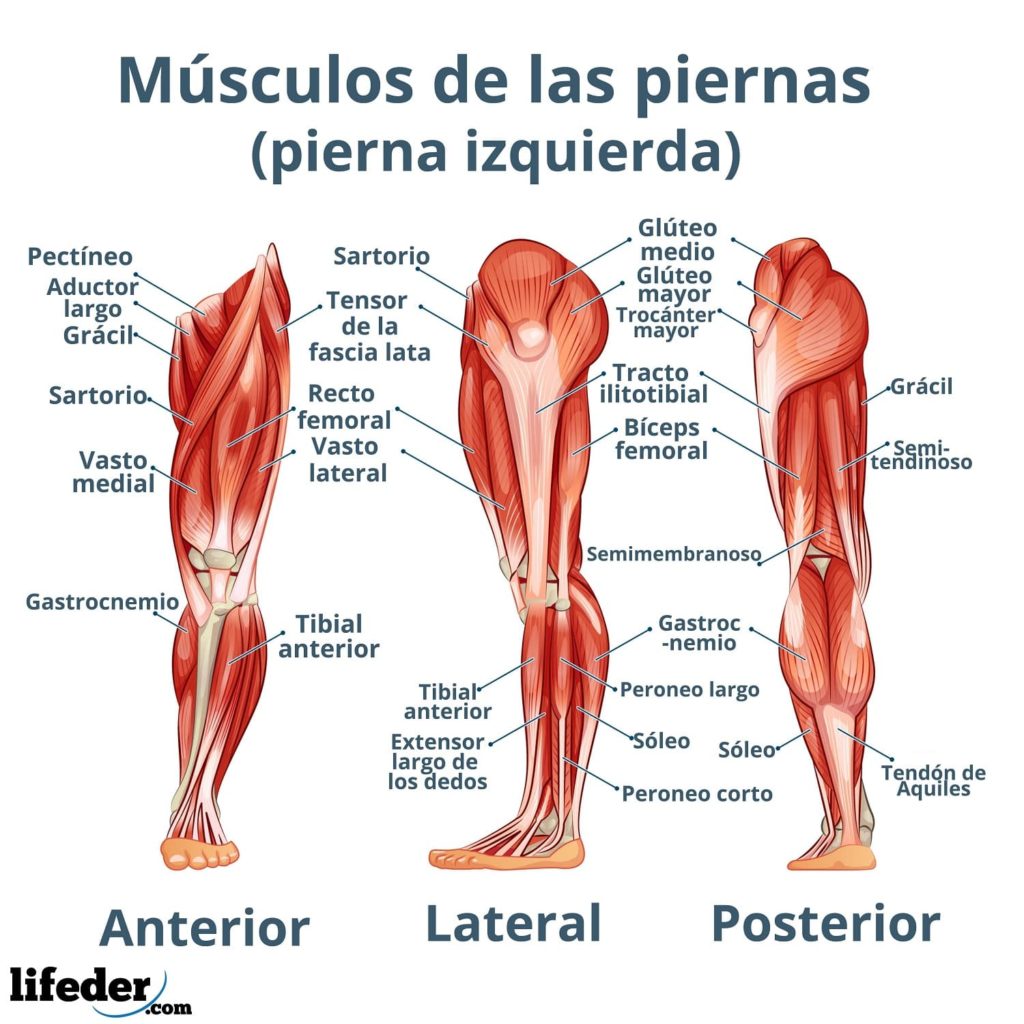 Músculos de las piernas
(pierna izquierda)
Pectíneo
Aductor
largo
Grácil
Sartorio
Vasto
medial
Gastrocnemio
Tensor
de la
fascia lata
Recto
femoral
Vasto
lateral
Tibial
anterior
Anterior
Sartorio
Glúteo
medio
Glúteo
mayor
Trocánter
mayor
Tracto
ilitotibial
Bíceps
femoral
Semimembranoso
Gastroc
-nemio
Tibial
anterior
Extensor
largo de
los dedos
Peroneo largo
Sóleo
Peroneo corto
Lateral
Grácil
Semi-
tendinoso
Sóleo
Tendón de
Aquiles
Posterior
lifeder
.com